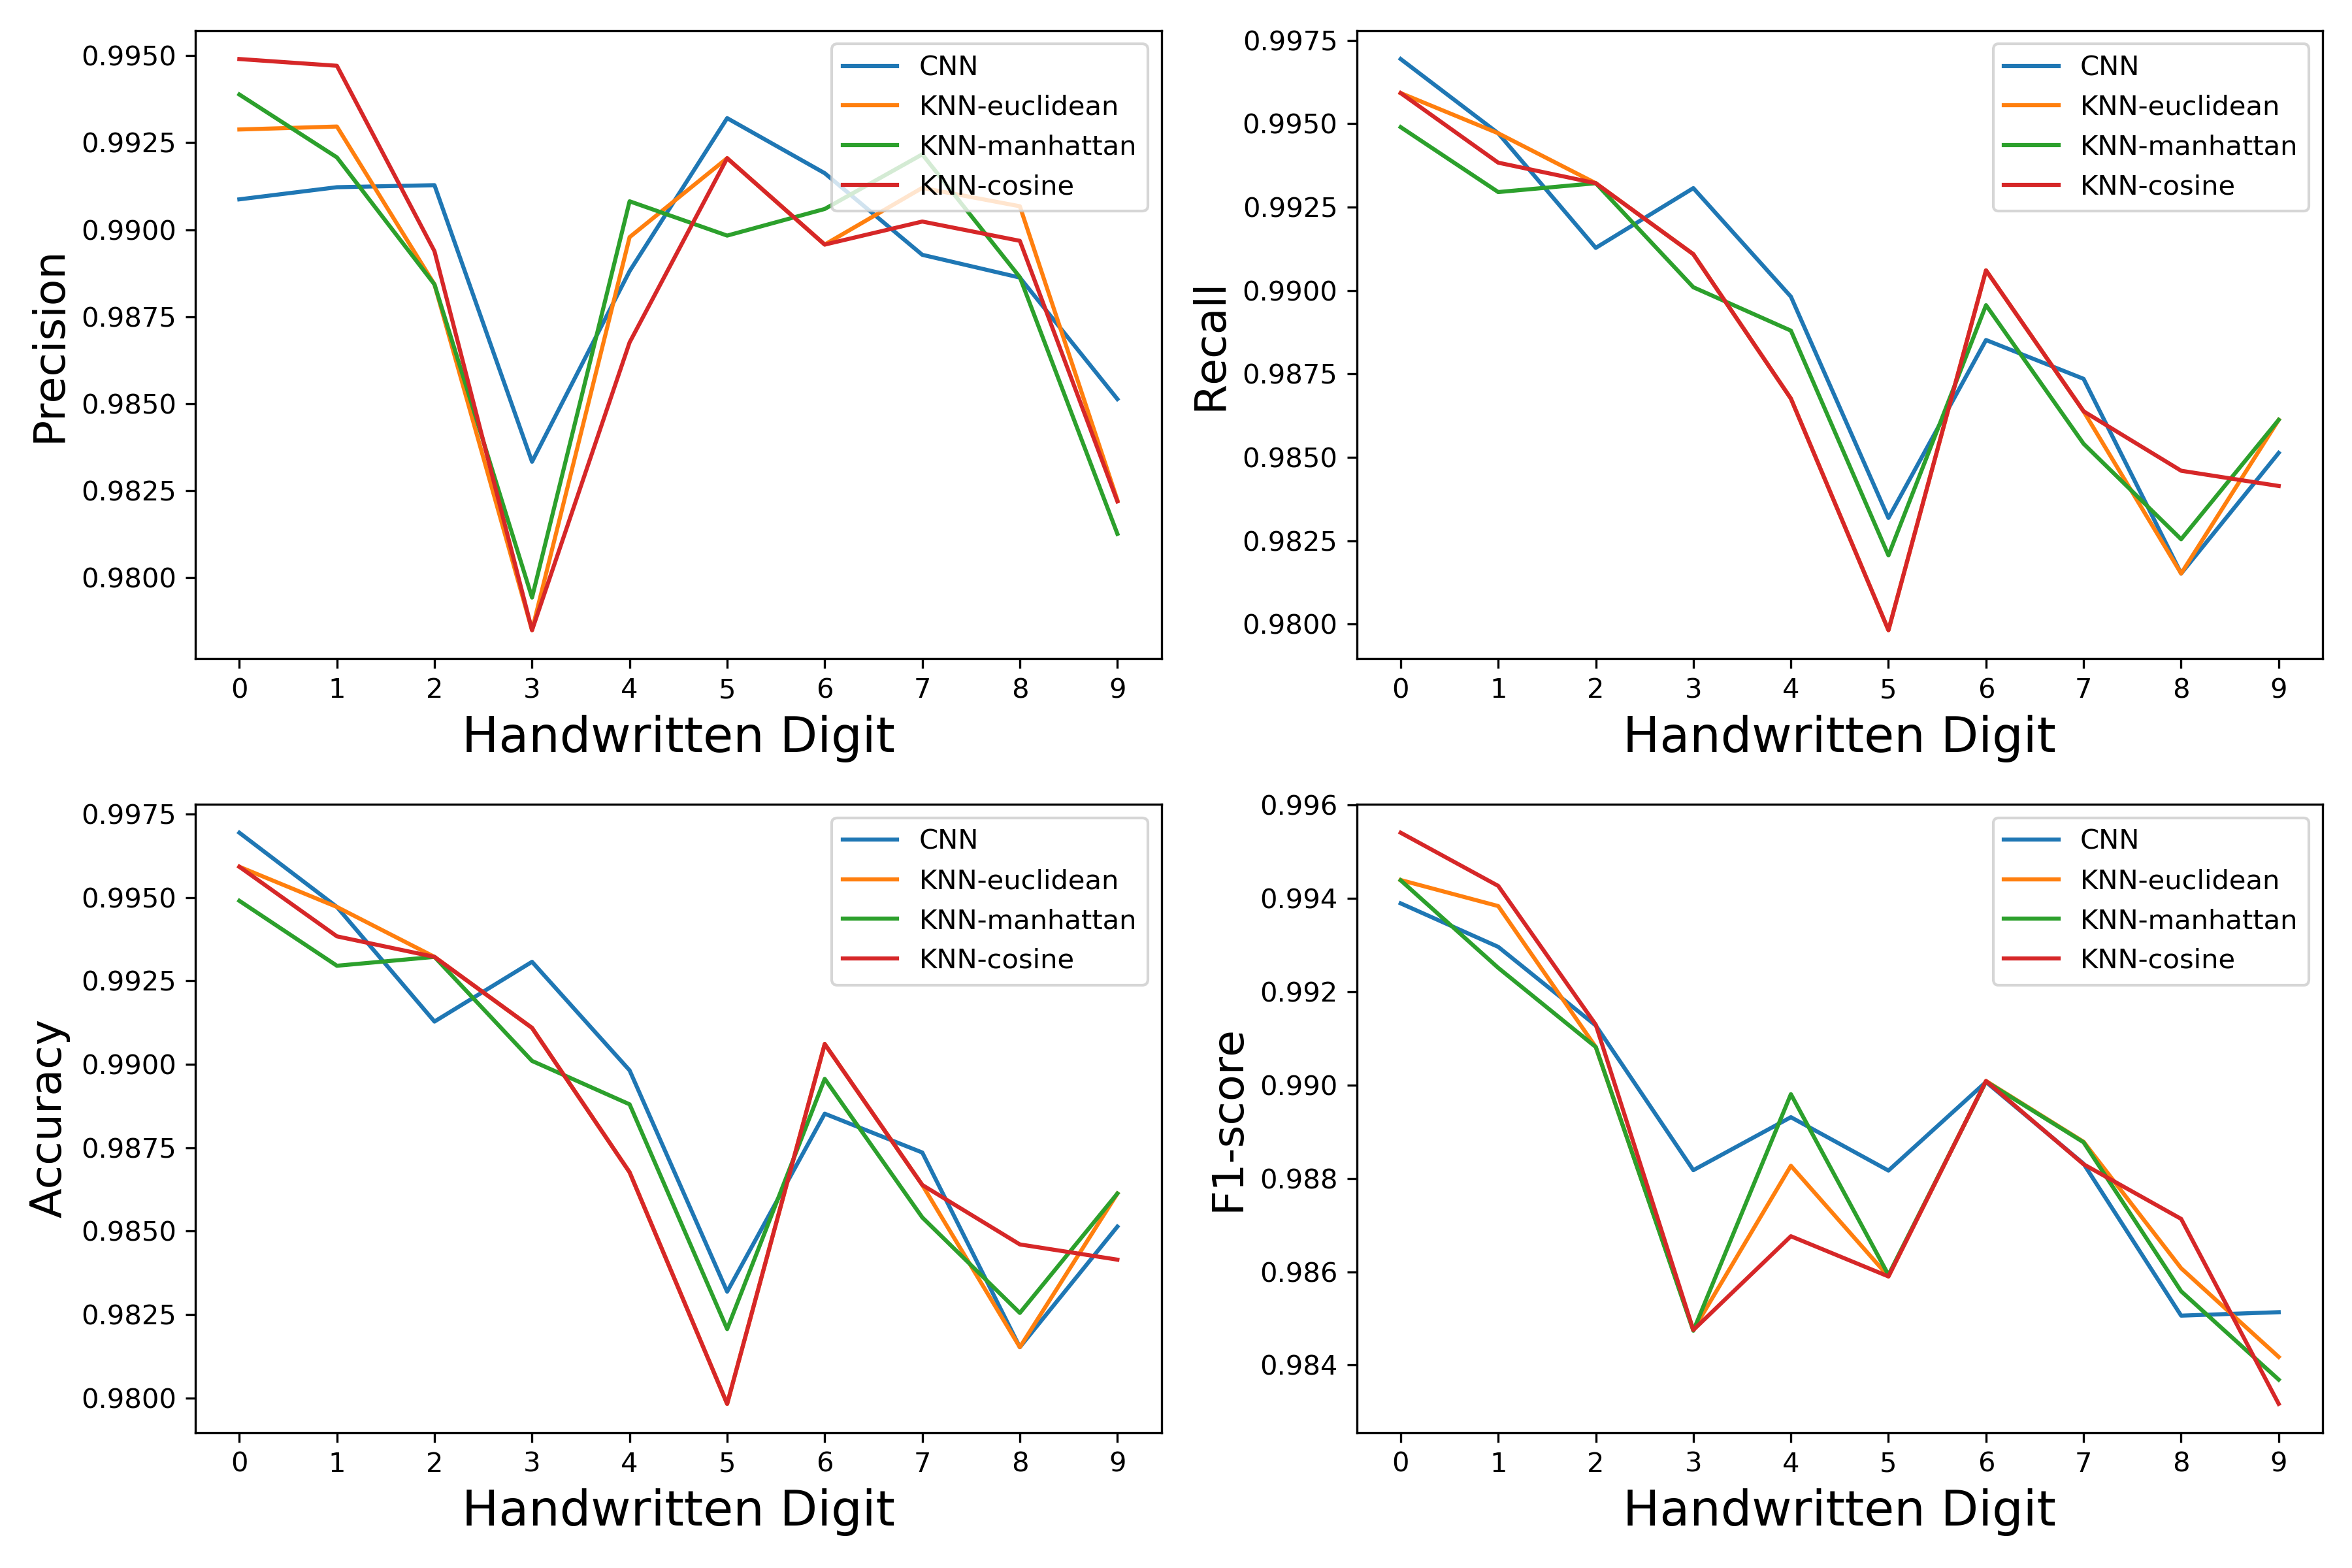 0.9950
0.9925
0.9900
0.9875
0.9850
0.9825
0.9800
Precision
0 1 2 3 4 5 6 7 8 9
Handwritten Digit
CNN
KNN-euclidean
KNN-manhattan
KNN-cosine
0.9975
0.9950
0.9925
0.9900
0.9875
0.9850
0.9825
0.9800
Recall
0 1 2 3 4 5 6 7 8 9
Handwritten Digit
CNN
KNN-euclidean
KNN-manhattan
KNN-cosine
0.9975
0.9950
0.9925
0.9900
0.9875
0.9850
0.9825
0.9800
Accuracy
0 1 2 3 4 5 6 7 8 9
Handwritten Digit
CNN
KNN-euclidean
KNN-manhattan
KNN-cosine
0.996
0.994
0.992
0.990
0.988
0.986
0.984
F1-score
0 1 2 3 4 5 6 7 8 9
Handwritten Digit
CNN
KNN-euclidean
KNN-manhattan
KNN-cosine